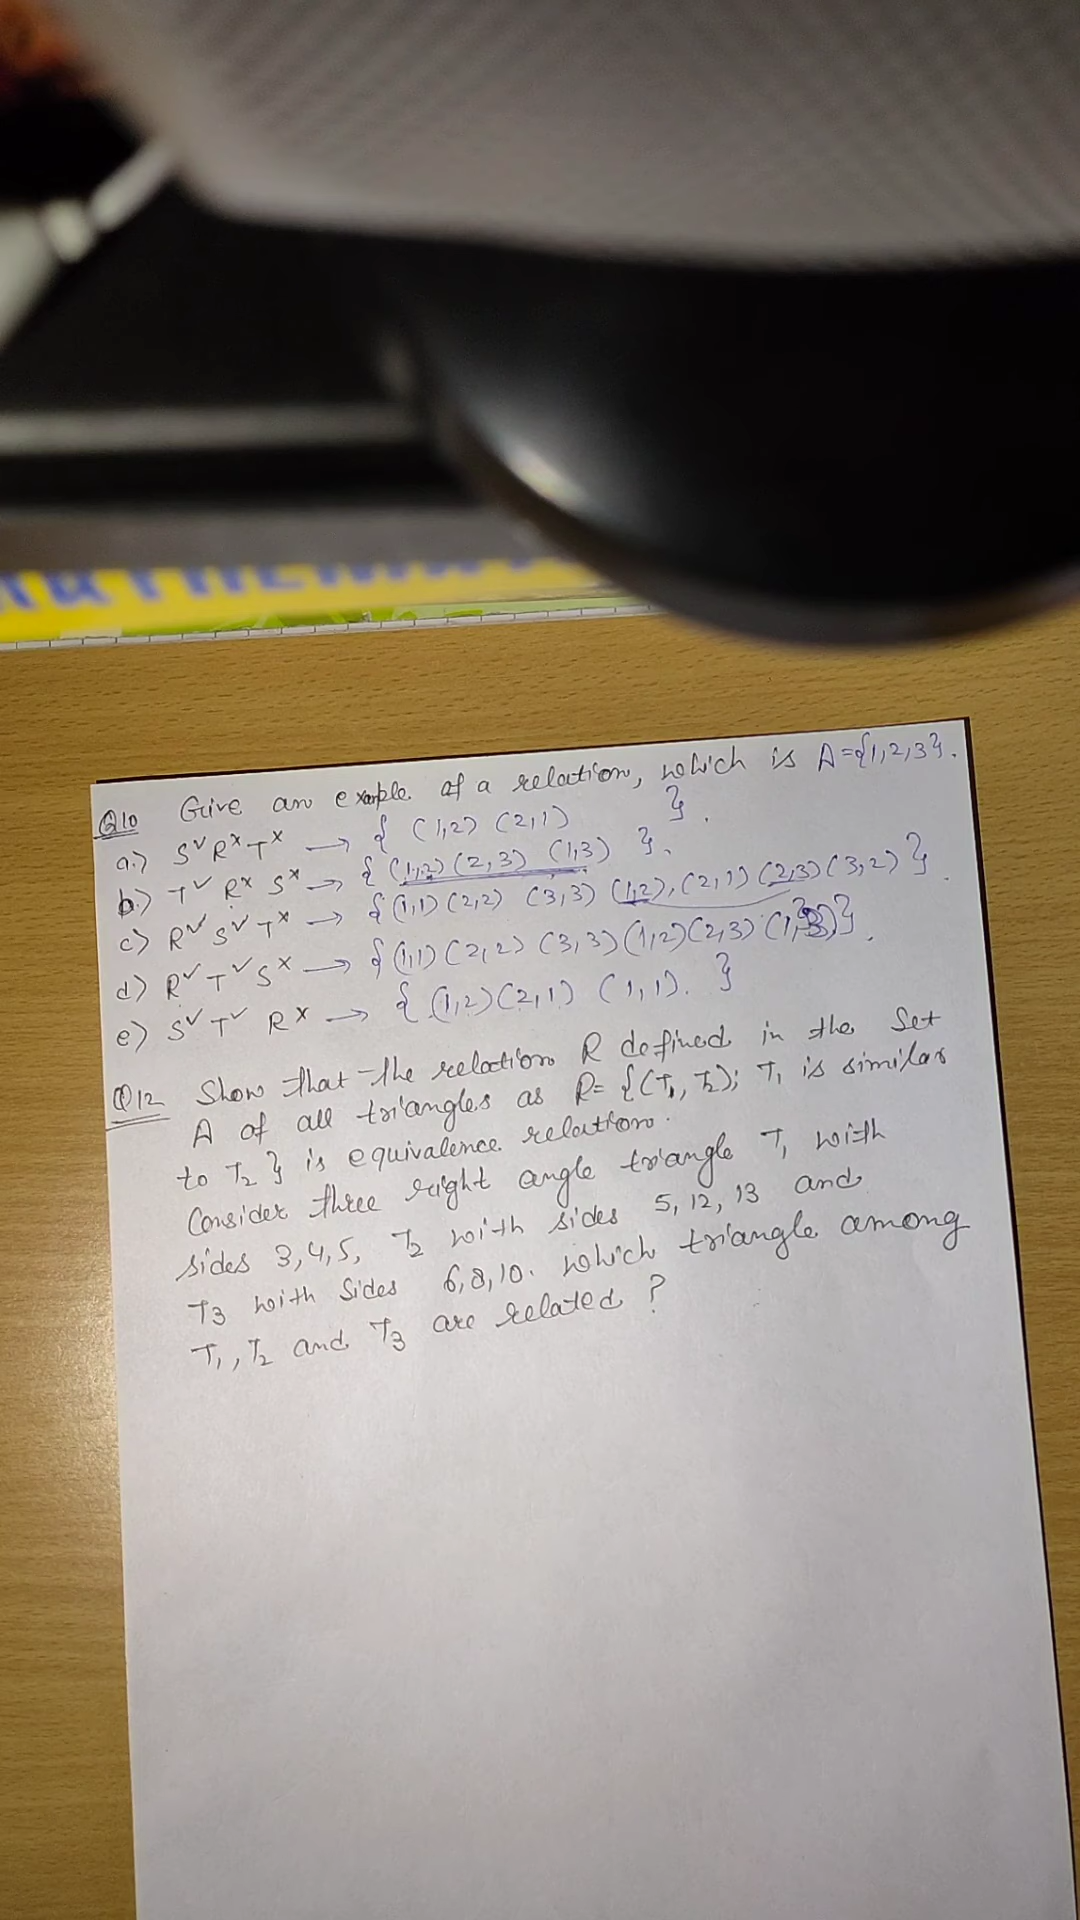 Q10 Give an example of a relation, which is A={1,2,3}.
a.) S✓ R× T× → { (1,2) (2,1) }.
b.) T✓ R× S× → { (1,2) (2,3) (1,3) }.
c) R✓ S✓ T× → { (1,1) (2,2) (3,3) (1,2), (2,1) (2,3) (3,2) }.
d) R✓ T✓ S× → { (1,1) (2,2) (3,3) (1,2) (2,3) (1,3) }.
e) S✓ T✓ R× → { (1,2) (2,1) (1,1). }
Q12 Show that the relation R defined in the Set
A of all triangles as R= {(T₁, T₂); T₁ is similar
to T₂ } is equivalence relation.
Consider three right angle triangle T₁ with
sides 3,4,5, T₂ with sides 5, 12, 13 and
T3 with Sides 6,8,10. which triangle among
T₁, T₂ and T3 are related ?